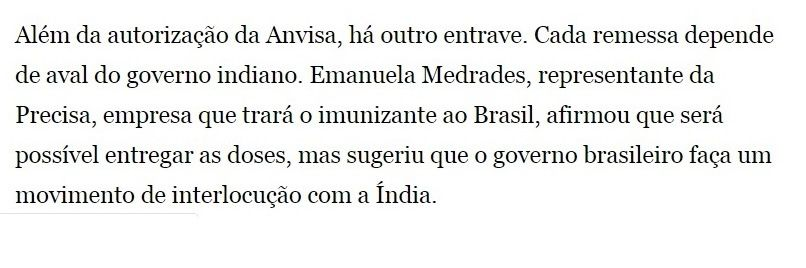 Além da autorização da Anvisa, há outro entrave. Cada remessa depende
de aval do governo indiano. Emanuela Medrades, representante da
Precisa, empresa que trará o imunizante ao Brasil, afirmou que será
possível entregar as doses, mas sugeriu que o governo brasileiro faça um
movimento de interlocução com a Índia.